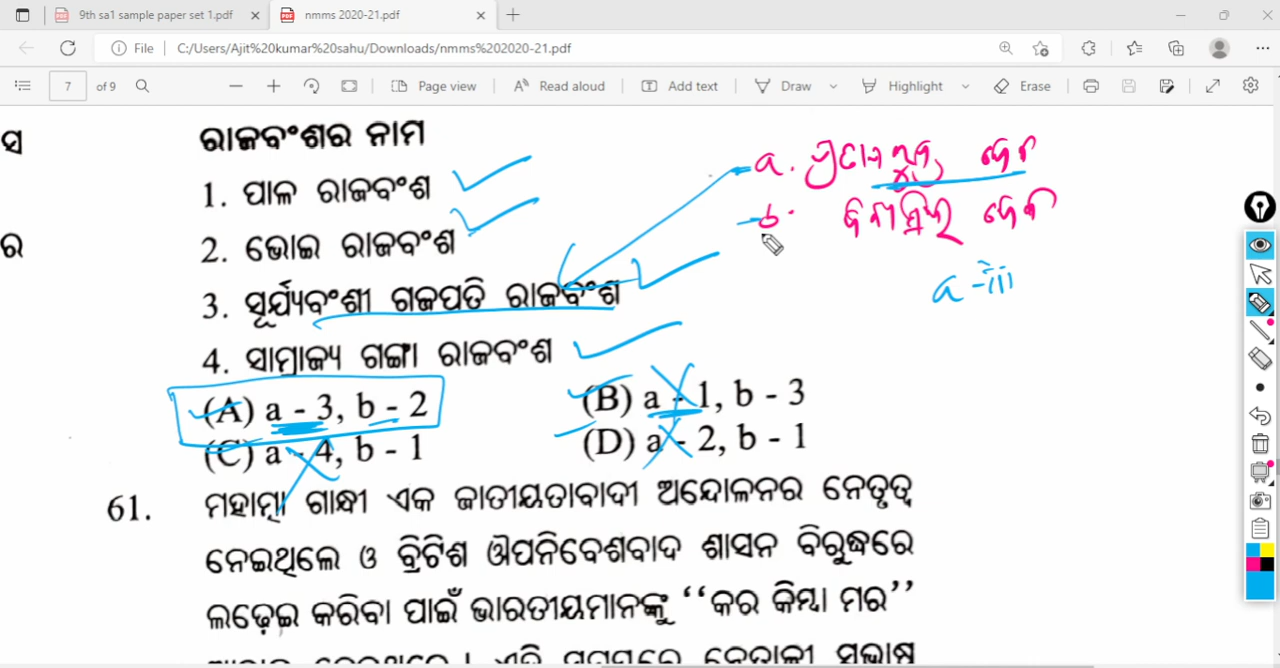 9th sa1 sample paper set 1.pdf
nmms 2020-21.pdf
File C:/Users/Ajit%20kumar%20sahu/Downloads/nmms%202020-21.pdf
7 of 9 Page view Read aloud Add text Draw Highlight Erase
ସ
ରାଜବଂଶର ନାମ
1. ପାଳ ରାଜବଂଶ
ର
2. ଭୋଇ ରାଜବଂଶ
3. ସୂର୍ଯ୍ୟବଂଶୀ ଗଜପତି ରାଜବଂଶ
4. ସାମ୍ରାଜ୍ୟ ଗଙ୍ଗା ରାଜବଂଶ
a.
b.
a - iii
(A) a - 3, b - 2 (B) a - 1, b - 3
(C) a - 4, b - 1 (D) a - 2, b - 1
61. ମହାତ୍ମା ଗାନ୍ଧୀ ଏକ ଜାତୀୟତାବାଦୀ ଅନ୍ଦୋଳନର ନେତୃତ୍ୱ
ନେଇଥିଲେ ଓ ବ୍ରିଟିଶ ଔପନିବେଶବାଦ ଶାସନ ବିରୁଦ୍ଧରେ
ଲଢ଼େଇ କରିବା ପାଇଁ ଭାରତୀୟମାନଙ୍କୁ ‘‘କର କିମ୍ବା ମର’’